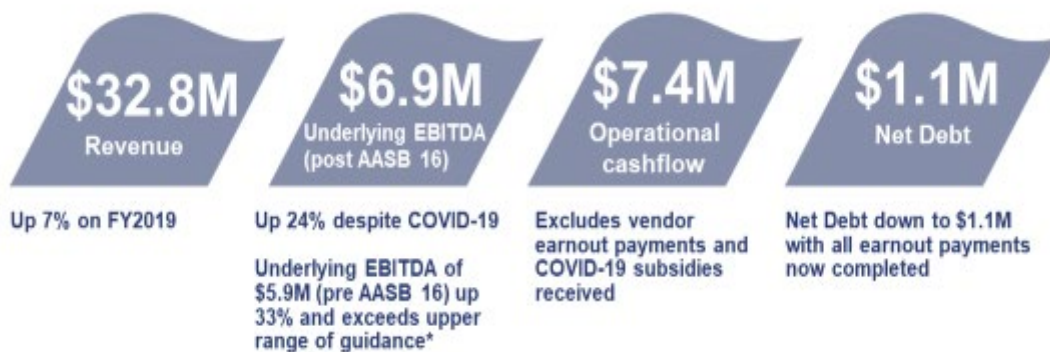 $32.8M
Revenue
Up 7% on FY2019
$6.9M
Underlying EBITDA
(post AASB 16)
Up 24% despite COVID-19
Underlying EBITDA of
$5.9M (pre AASB 16) up
33% and exceeds upper
range of guidance*
$7.4M
Operational
cashflow
Excludes vendor
earnout payments and
COVID-19 subsidies
received
$1.1M
Net Debt
Net Debt down to $1.1M
with all earnout payments
now completed